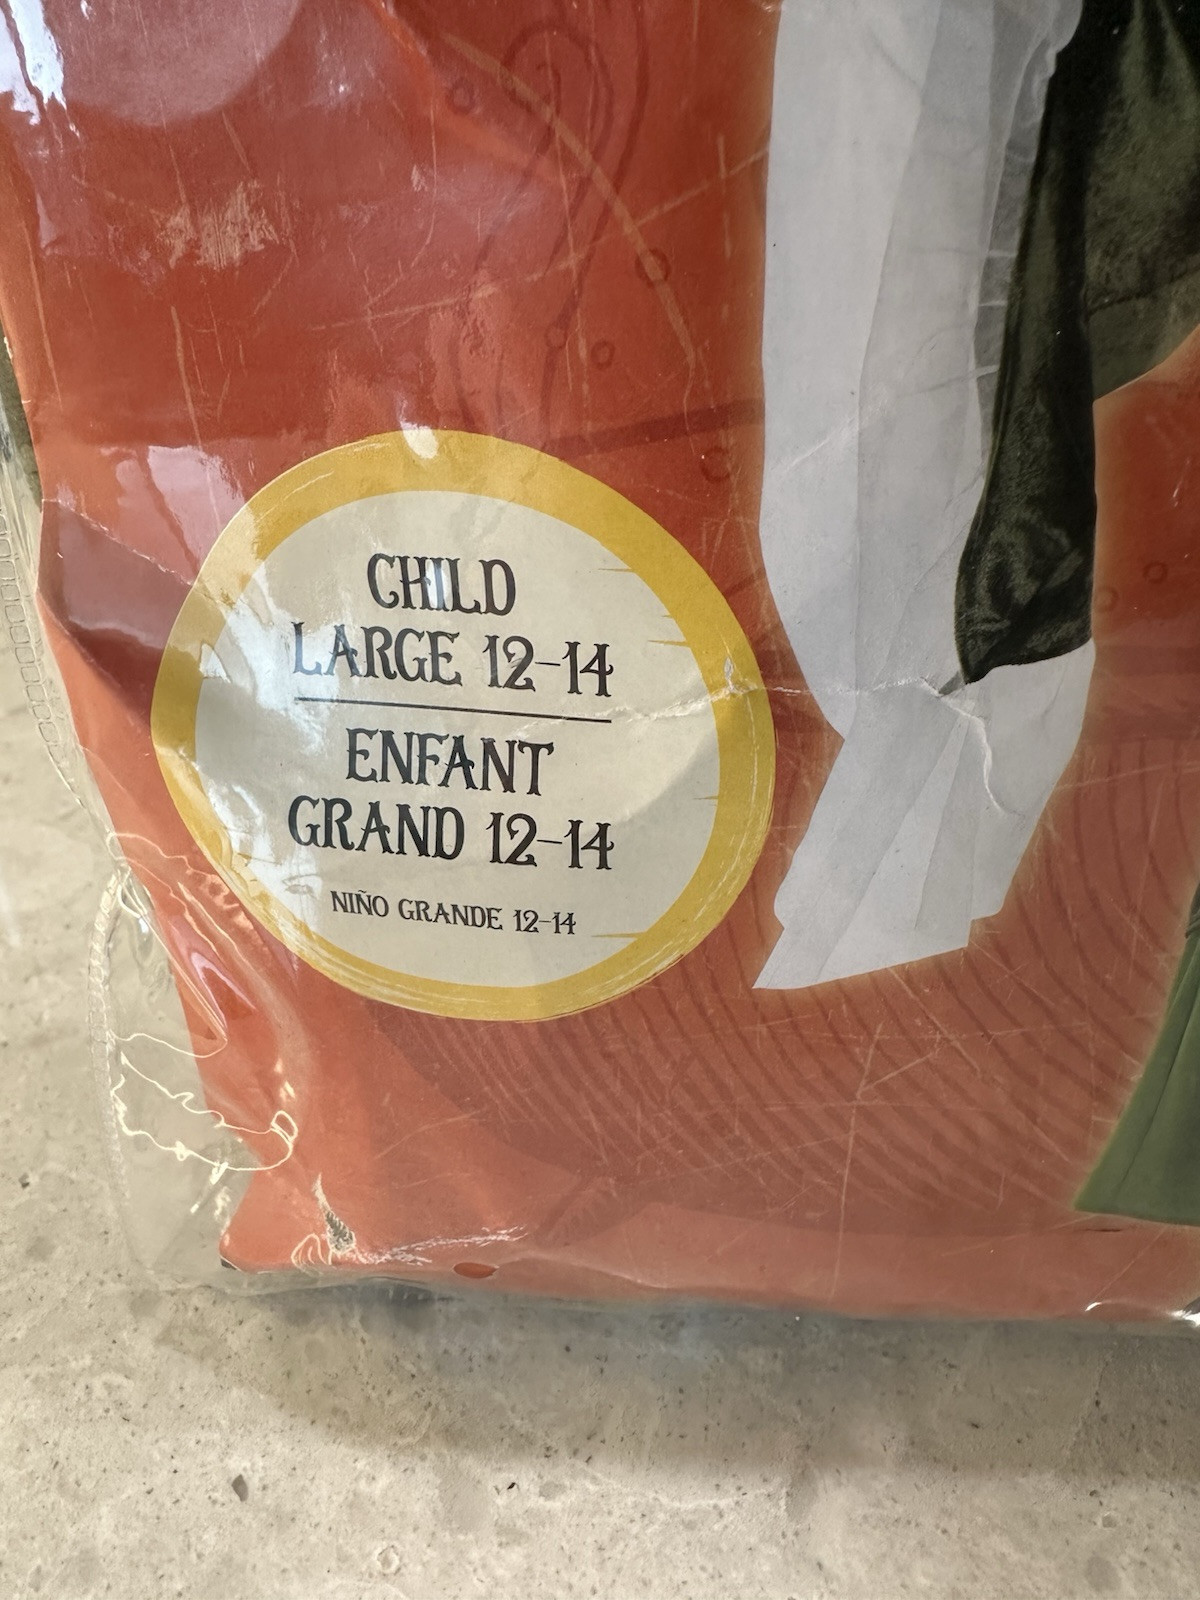 CHILD
LARGE 12-14
ENFANT
GRAND 12-14
NIÑO GRANDE 12-14